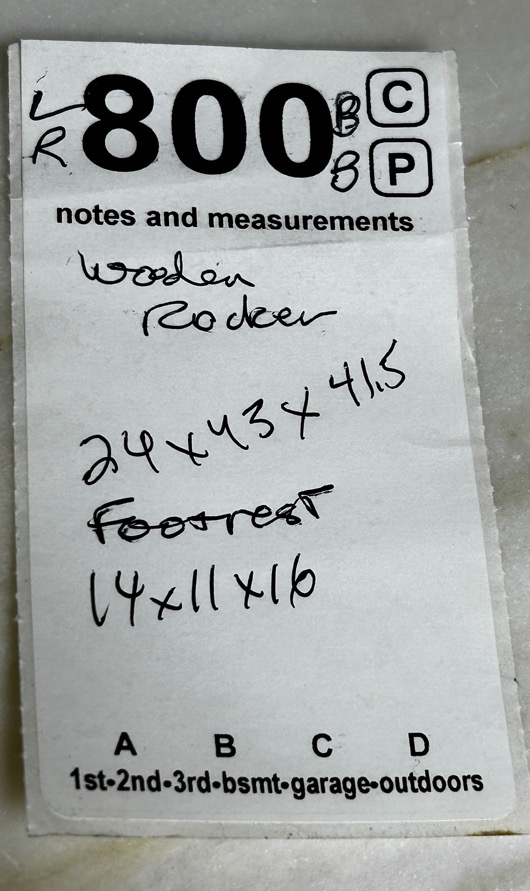 L 800 B C
R B P
notes and measurements
Wooden
Rocker
24 x 43 x 41.5
Footrest
14 x 11 x 16
A B C D
1st•2nd•3rd•bsmt•garage•outdoors